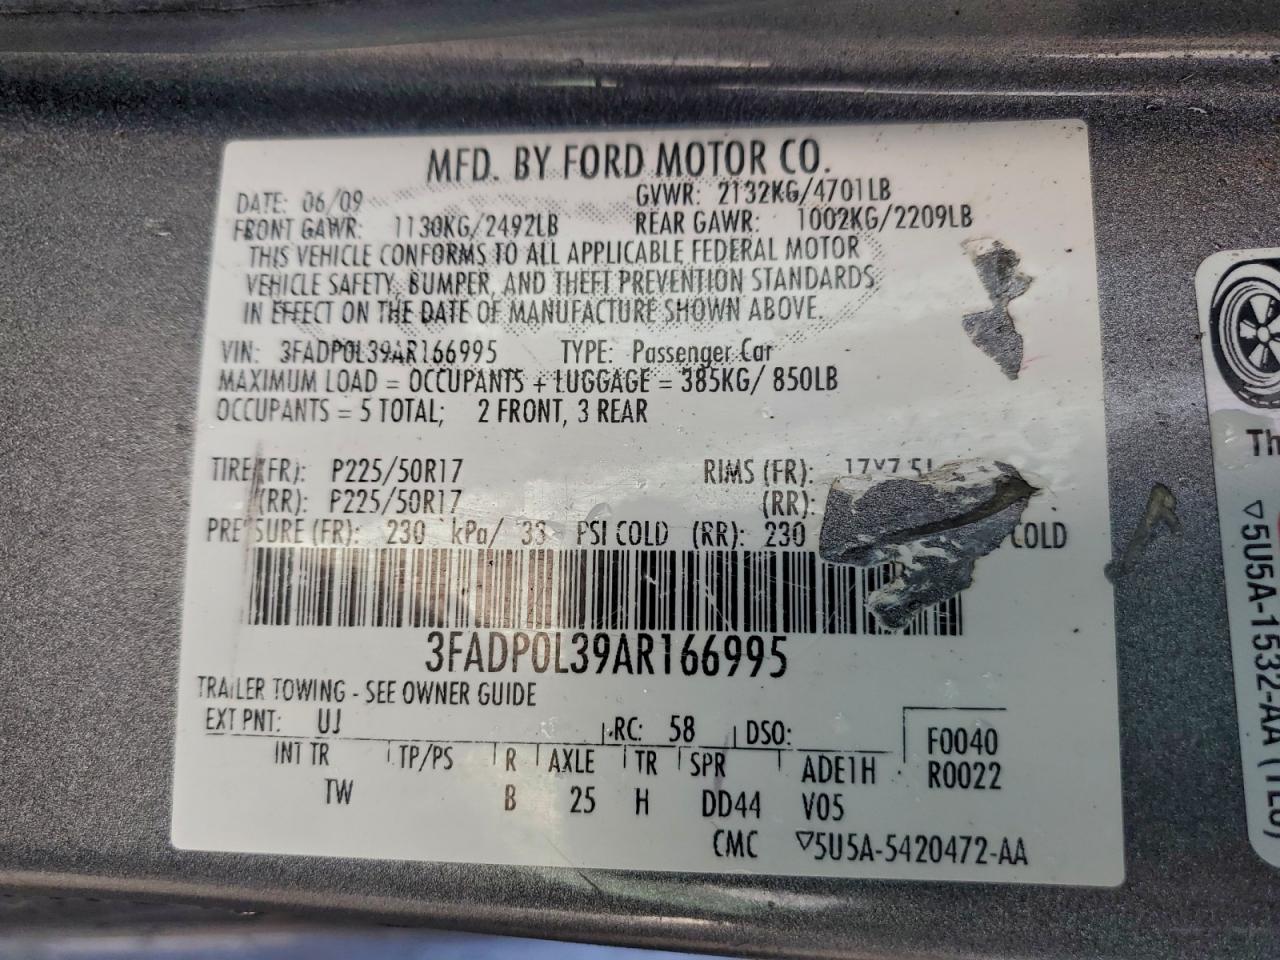 MFD. BY FORD MOTOR CO.
DATE: 06/09 GVWR: 2132KG/4701LB
FRONT GAWR: 1130KG/2492LB REAR GAWR: 1002KG/2209LB
THIS VEHICLE CONFORMS TO ALL APPLICABLE FEDERAL MOTOR
VEHICLE SAFETY, BUMPER, AND THEFT PREVENTION STANDARDS
IN EFFECT ON THE DATE OF MANUFACTURE SHOWN ABOVE.
VIN: 3FADP0L39AR166995 TYPE: Passenger Car
MAXIMUM LOAD = OCCUPANTS + LUGGAGE = 385KG/ 850LB
OCCUPANTS = 5 TOTAL; 2 FRONT, 3 REAR
TIRE (FR): P225/50R17 RIMS (FR): 17X7.5J
(RR): P225/50R17 (RR):
PRESSURE (FR): 230 kPa/ 33 PSI COLD (RR): 230 COLD
3FADP0L39AR166995
TRAILER TOWING - SEE OWNER GUIDE
EXT PNT: UJ RC: 58 DSO: F0040
INT TR TP/PS R AXLE TR SPR ADE1H R0022
TW B 25 H DD44 V05
CMC ▽5U5A-5420472-AA
Th
▽5U5A-1532-AA